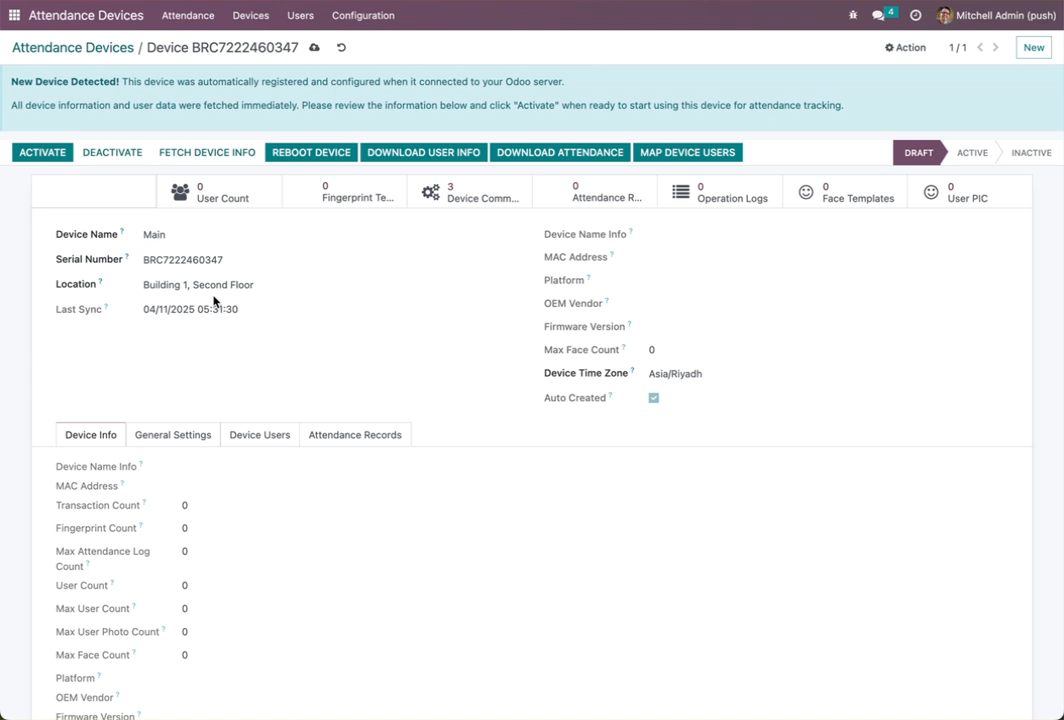 Attendance Devices Attendance Devices Users Configuration 4 Mitchell Admin (push)
Attendance Devices / Device BRC7222460347 Action 1 / 1 New
New Device Detected! This device was automatically registered and configured when it connected to your Odoo server.
All device information and user data were fetched immediately. Please review the information below and click "Activate" when ready to start using this device for attendance tracking.
ACTIVATE DEACTIVATE FETCH DEVICE INFO REBOOT DEVICE DOWNLOAD USER INFO DOWNLOAD ATTENDANCE MAP DEVICE USERS DRAFT ACTIVE INACTIVE
0 0 3 0 0 0 0
User Count Fingerprint Te... Device Comm... Attendance R... Operation Logs Face Templates User PIC
Device Name ? Main
Serial Number ? BRC7222460347
Location ? Building 1, Second Floor
Last Sync ? 04/11/2025 05:31:30
Device Name Info ?
MAC Address ?
Platform ?
OEM Vendor ?
Firmware Version ?
Max Face Count ? 0
Device Time Zone ? Asia/Riyadh
Auto Created ?
Device Info General Settings Device Users Attendance Records
Device Name Info ?
MAC Address ?
Transaction Count ? 0
Fingerprint Count ? 0
Max Attendance Log
Count ? 0
User Count ? 0
Max User Count ? 0
Max User Photo Count ? 0
Max Face Count ? 0
Platform ?
OEM Vendor ?
Firmware Version ?